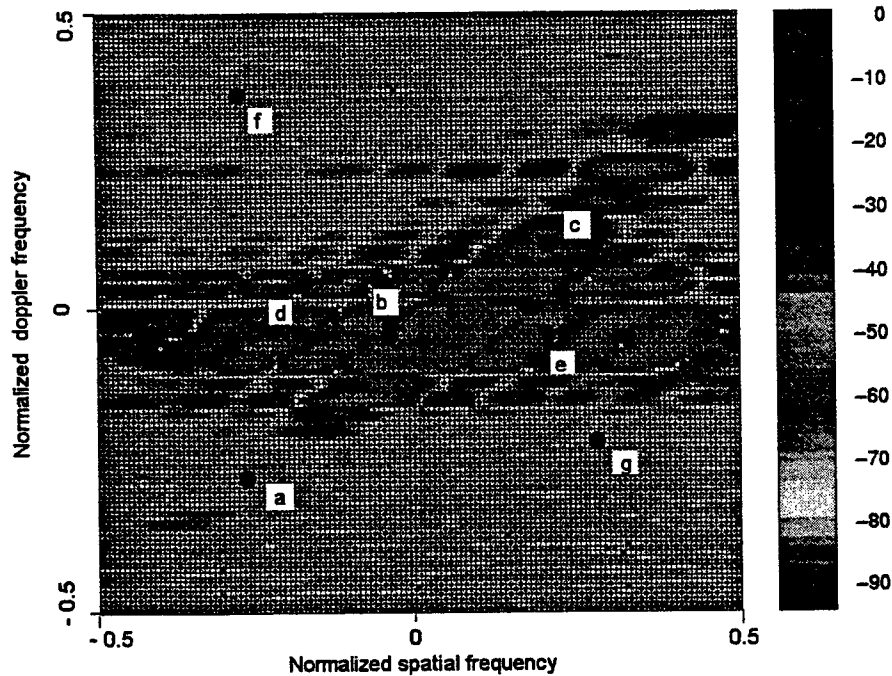 0.5
0
- 0.5
Normalized doppler frequency
f
c
b
d
e
g
a
- 0.5
0
0.5
Normalized spatial frequency
0
−10
−20
−30
−40
−50
−60
−70
−80
−90